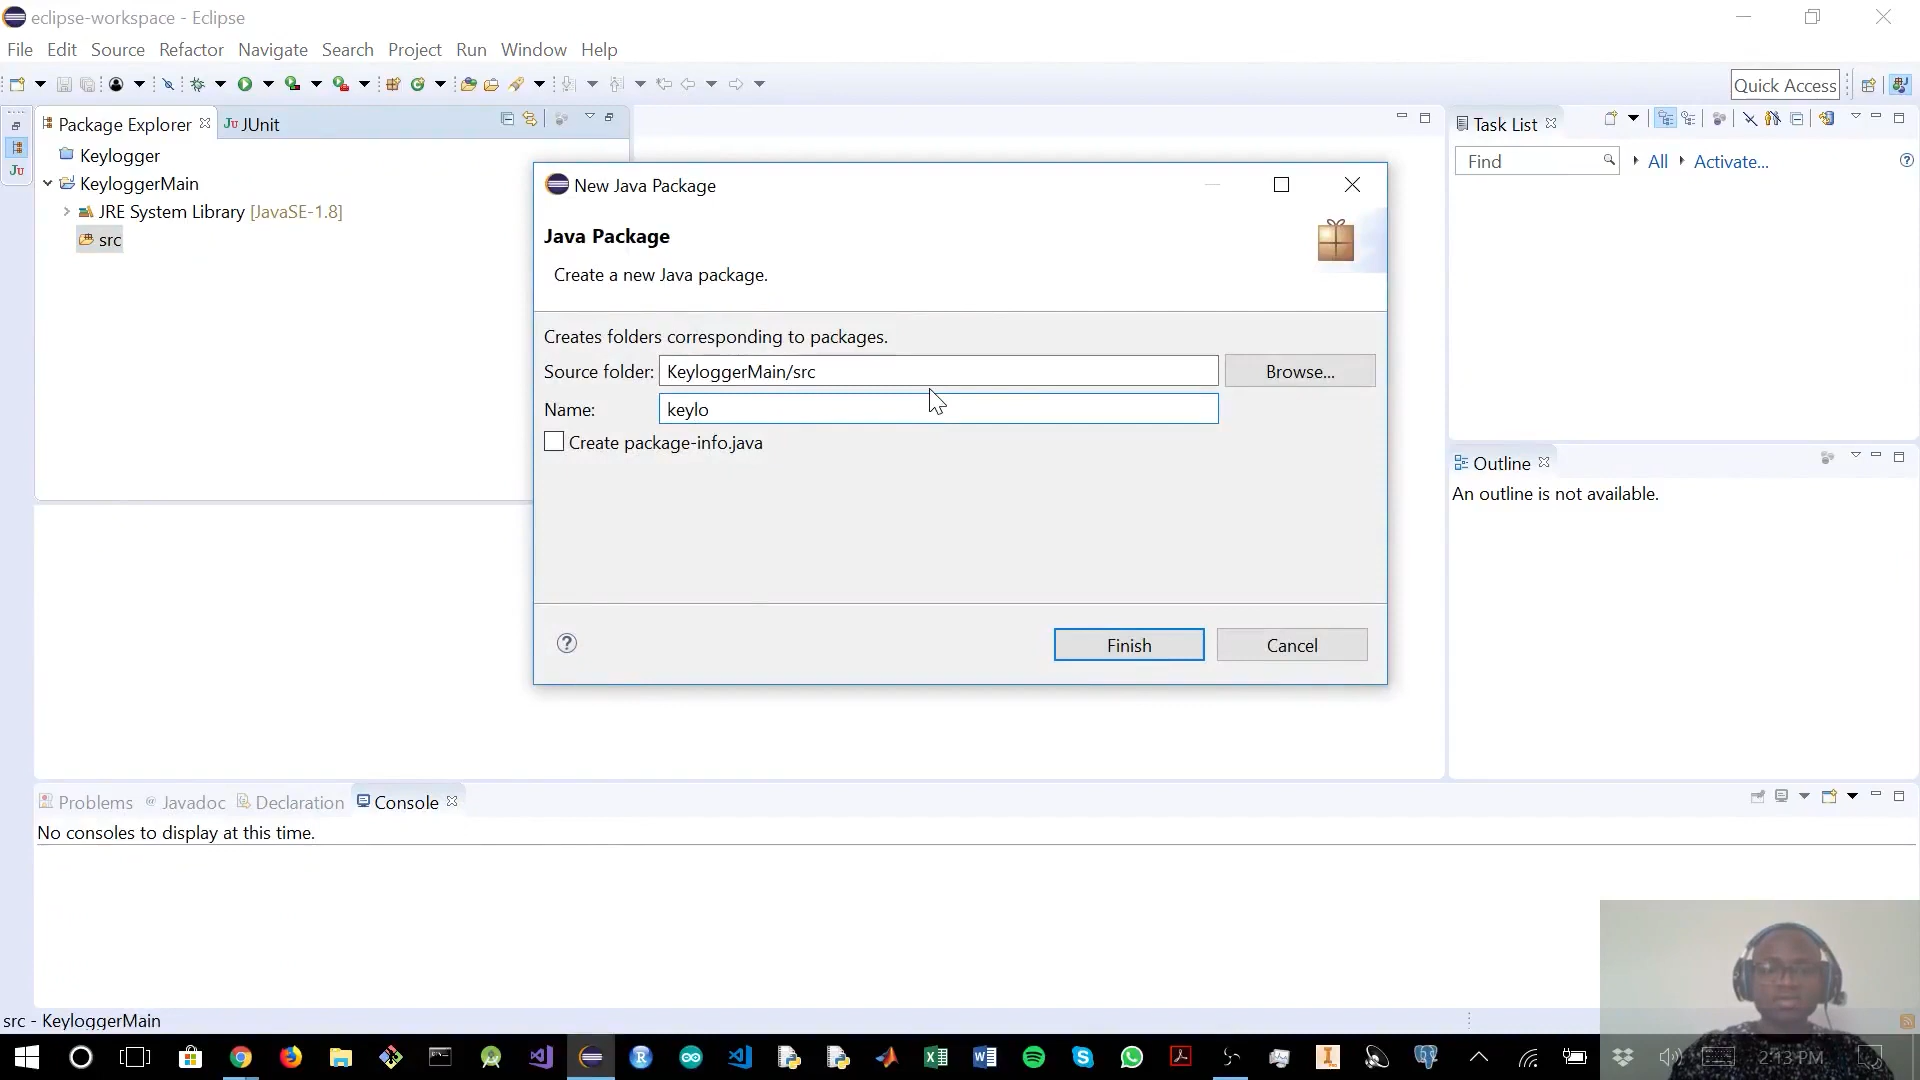 eclipse-workspace - Eclipse
File Edit Source Refactor Navigate Search Project Run Window Help
Quick Access
Package Explorer JUnit
Task List
Keylogger
Find All Activate...
KeyloggerMain
New Java Package
JRE System Library [JavaSE-1.8]
src
Java Package
Create a new Java package.
Creates folders corresponding to packages.
Source folder: KeyloggerMain/src Browse...
Name: keylo
Create package-info.java
Outline
An outline is not available.
Finish Cancel
Problems Javadoc Declaration Console
No consoles to display at this time.
src - KeyloggerMain
2:13 PM